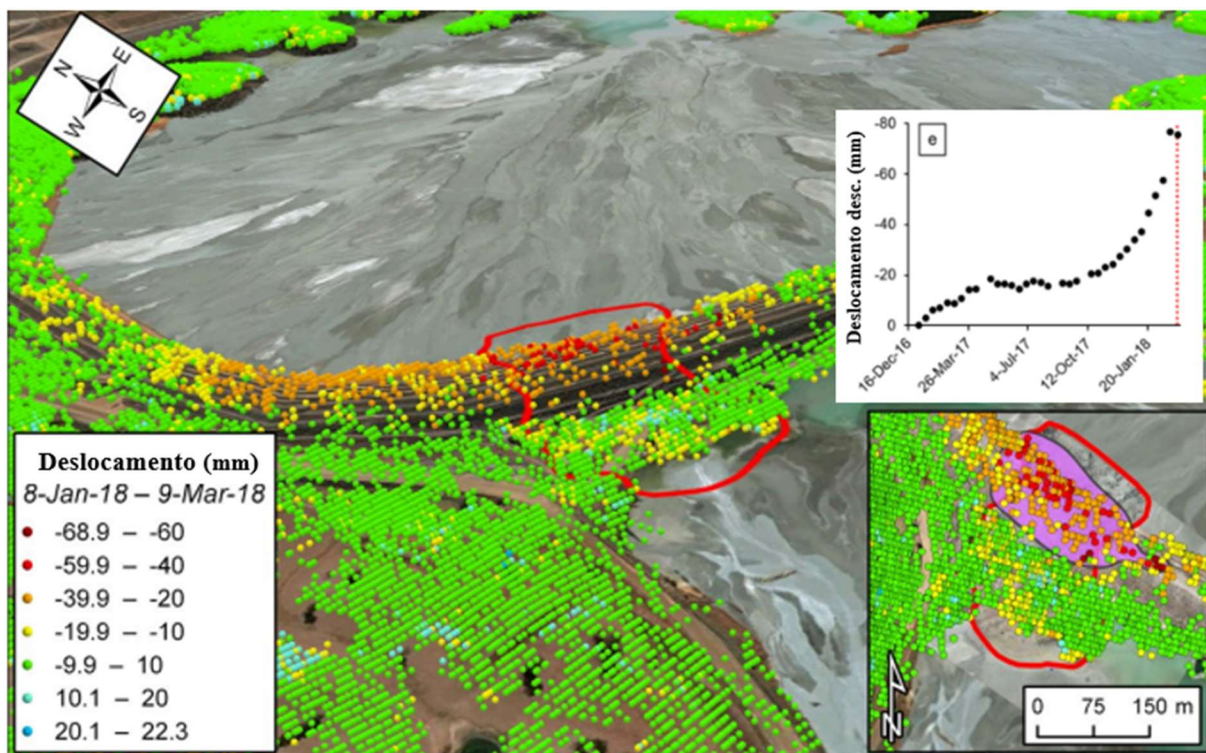 N
E
W
S
e
Deslocamento desc. (mm)
-80
-60
-40
-20
0
16-Dec-16
26-Mar-17
4-Jul-17
12-Oct-17
20-Jan-18
Deslocamento (mm)
8-Jan-18 – 9-Mar-18
-68.9 – -60
-59.9 – -40
-39.9 – -20
-19.9 – -10
-9.9 – 10
10.1 – 20
20.1 – 22.3
N
0 75 150 m